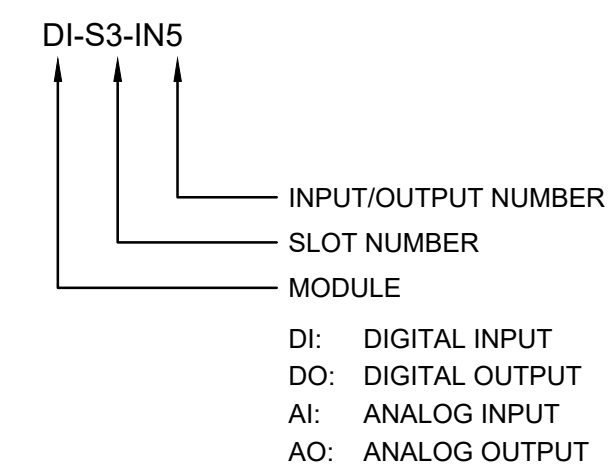 DI-S3-IN5
INPUT/OUTPUT NUMBER
SLOT NUMBER
MODULE
DI: DIGITAL INPUT
DO: DIGITAL OUTPUT
AI: ANALOG INPUT
AO: ANALOG OUTPUT